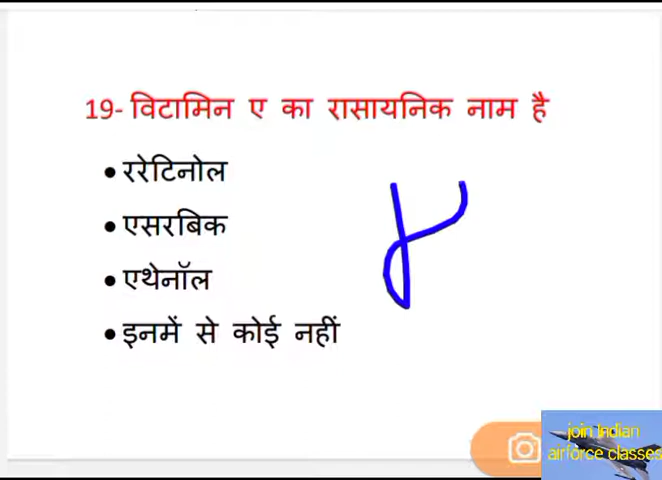 19- विटामिन ए का रासायनिक नाम है
• ररेटिनोल
• एसरबिक
• एथेनॉल
• इनमें से कोई नहीं
join Indian
airforce classes